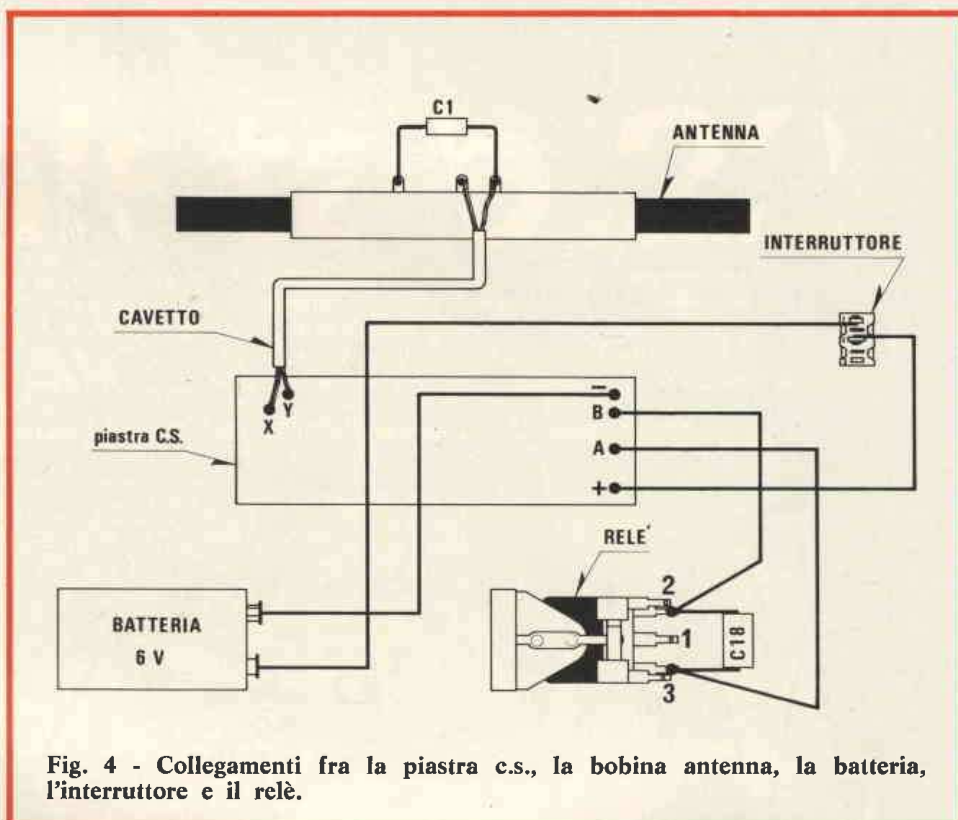 C1
ANTENNA
INTERRUTTORE
CAVETTO
X
Y
−
B
A
+
piastra C.S.
RELE'
2
1
3
C18
BATTERIA
6 V
Fig. 4 - Collegamenti fra la piastra c.s., la bobina antenna, la batteria,
l'interruttore e il relè.